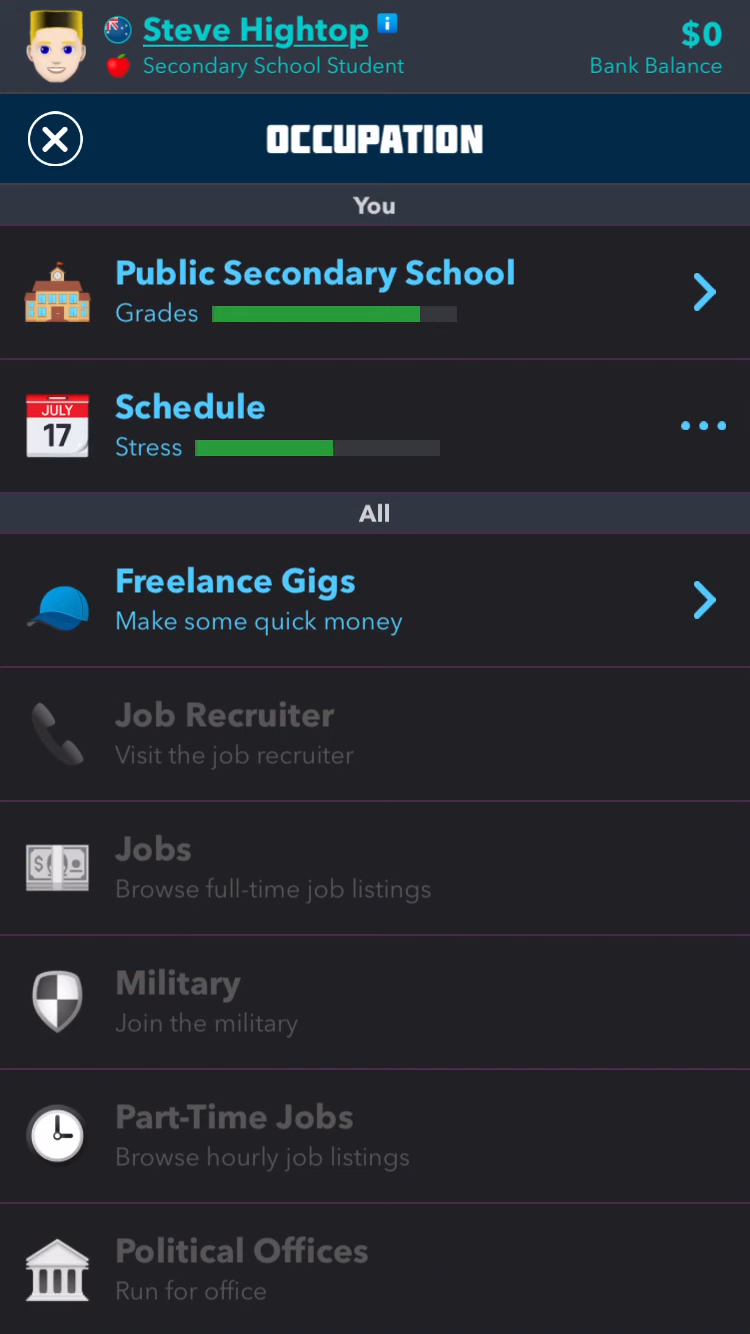 Steve Hightop
$0
Secondary School Student
Bank Balance
OCCUPATION
You
Public Secondary School
Grades
JULY
17
Schedule
Stress
All
Freelance Gigs
Make some quick money
Job Recruiter
Visit the job recruiter
Jobs
Browse full-time job listings
Military
Join the military
Part-Time Jobs
Browse hourly job listings
Political Offices
Run for office